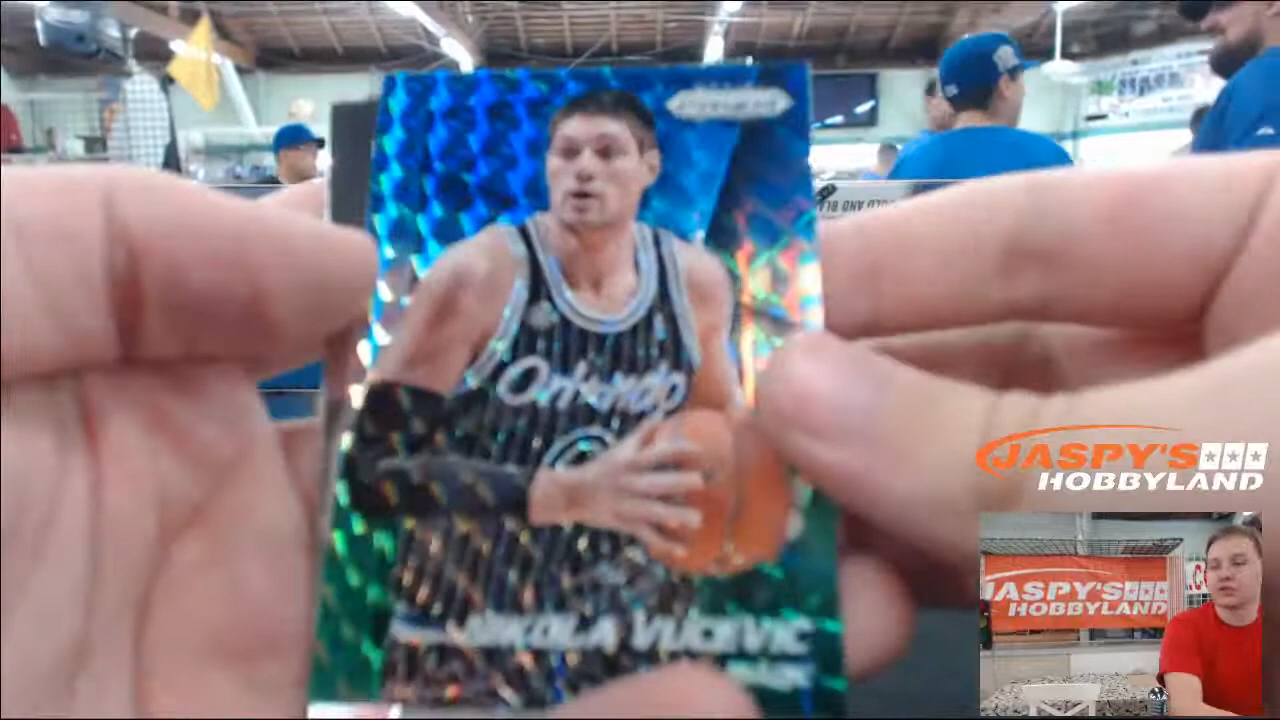 Orlando
NIKOLA VUCEVIC
JASPY'S
HOBBYLAND
JASPY'S
HOBBYLAND